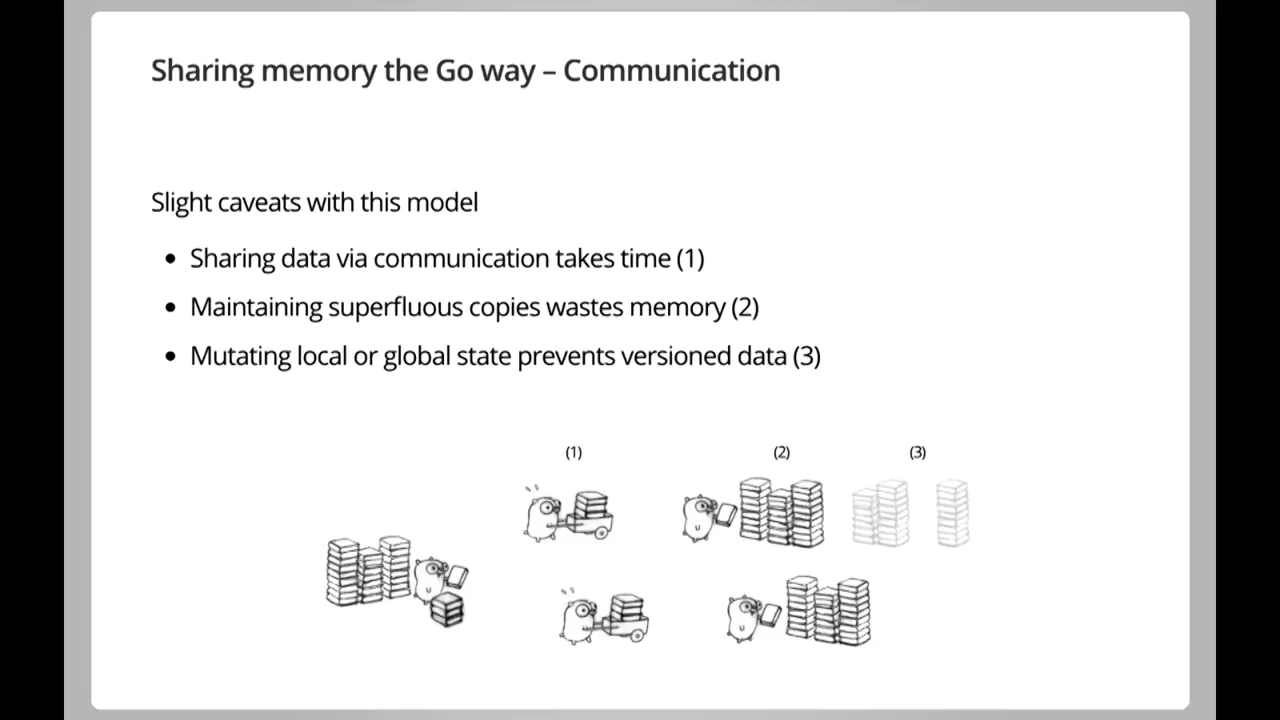 Sharing memory the Go way – Communication
Slight caveats with this model
• Sharing data via communication takes time (1)
• Maintaining superfluous copies wastes memory (2)
• Mutating local or global state prevents versioned data (3)
(1) (2) (3)